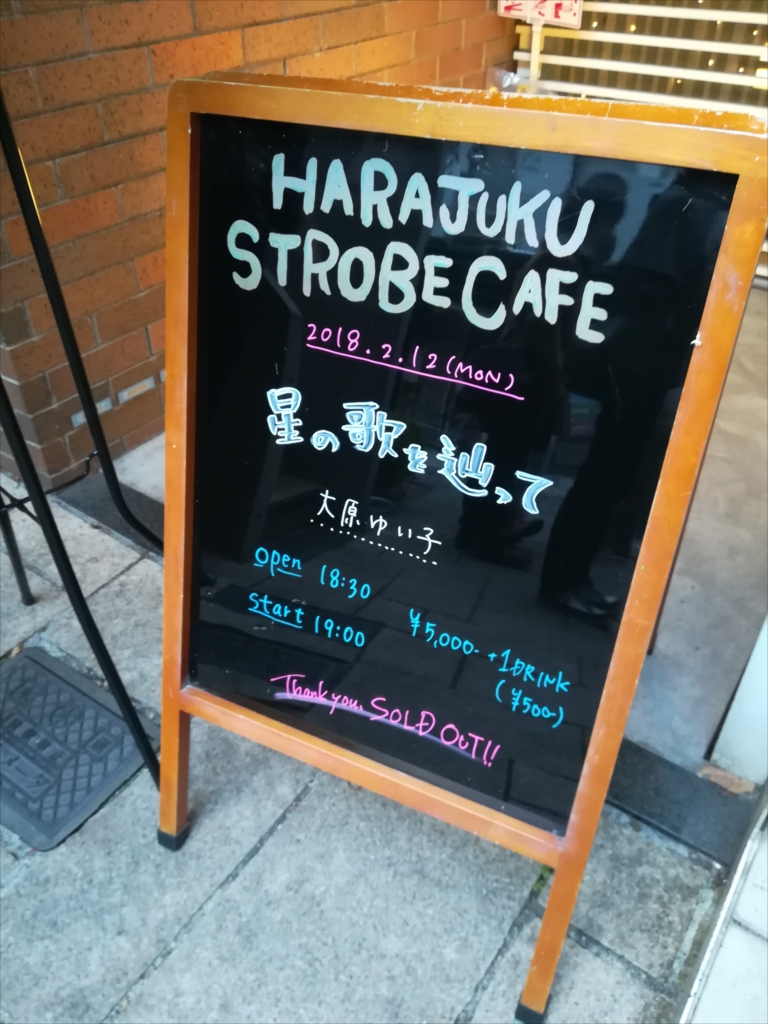 HARAJUKU
STROBE CAFE
2018.2.12(MON)
星の歌を辿って
大原ゆい子
open 18:30
start 19:00
¥5,000- +1DRINK
(¥500-)
Thank you. SOLD OUT!!